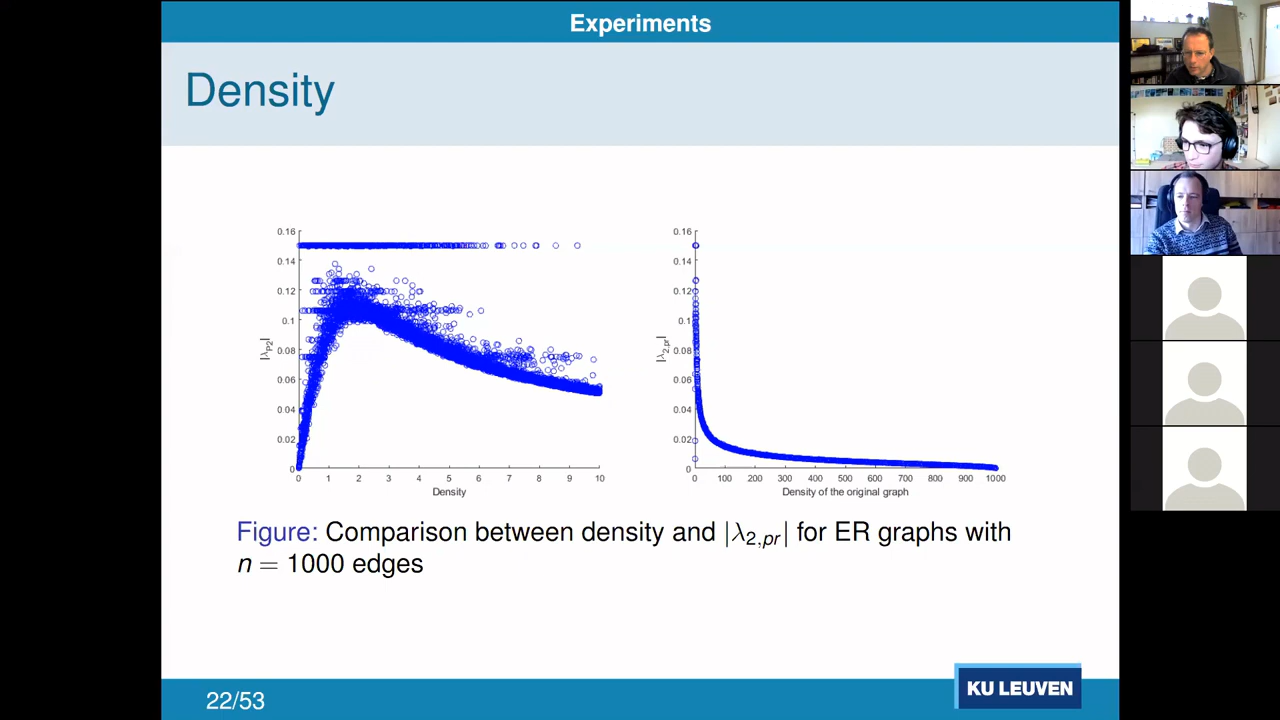 Experiments
Density
0.16
0.14
0.12
0.1
0.08
0.06
0.04
0.02
0
|λP2|
0 1 2 3 4 5 6 7 8 9 10
Density
0.16
0.14
0.12
0.1
0.08
0.06
0.04
0.02
0
|λ2,pr|
0 100 200 300 400 500 600 700 800 900 1000
Density of the original graph
Figure: Comparison between density and |λ2,pr| for ER graphs with
n = 1000 edges
22/53
KU LEUVEN